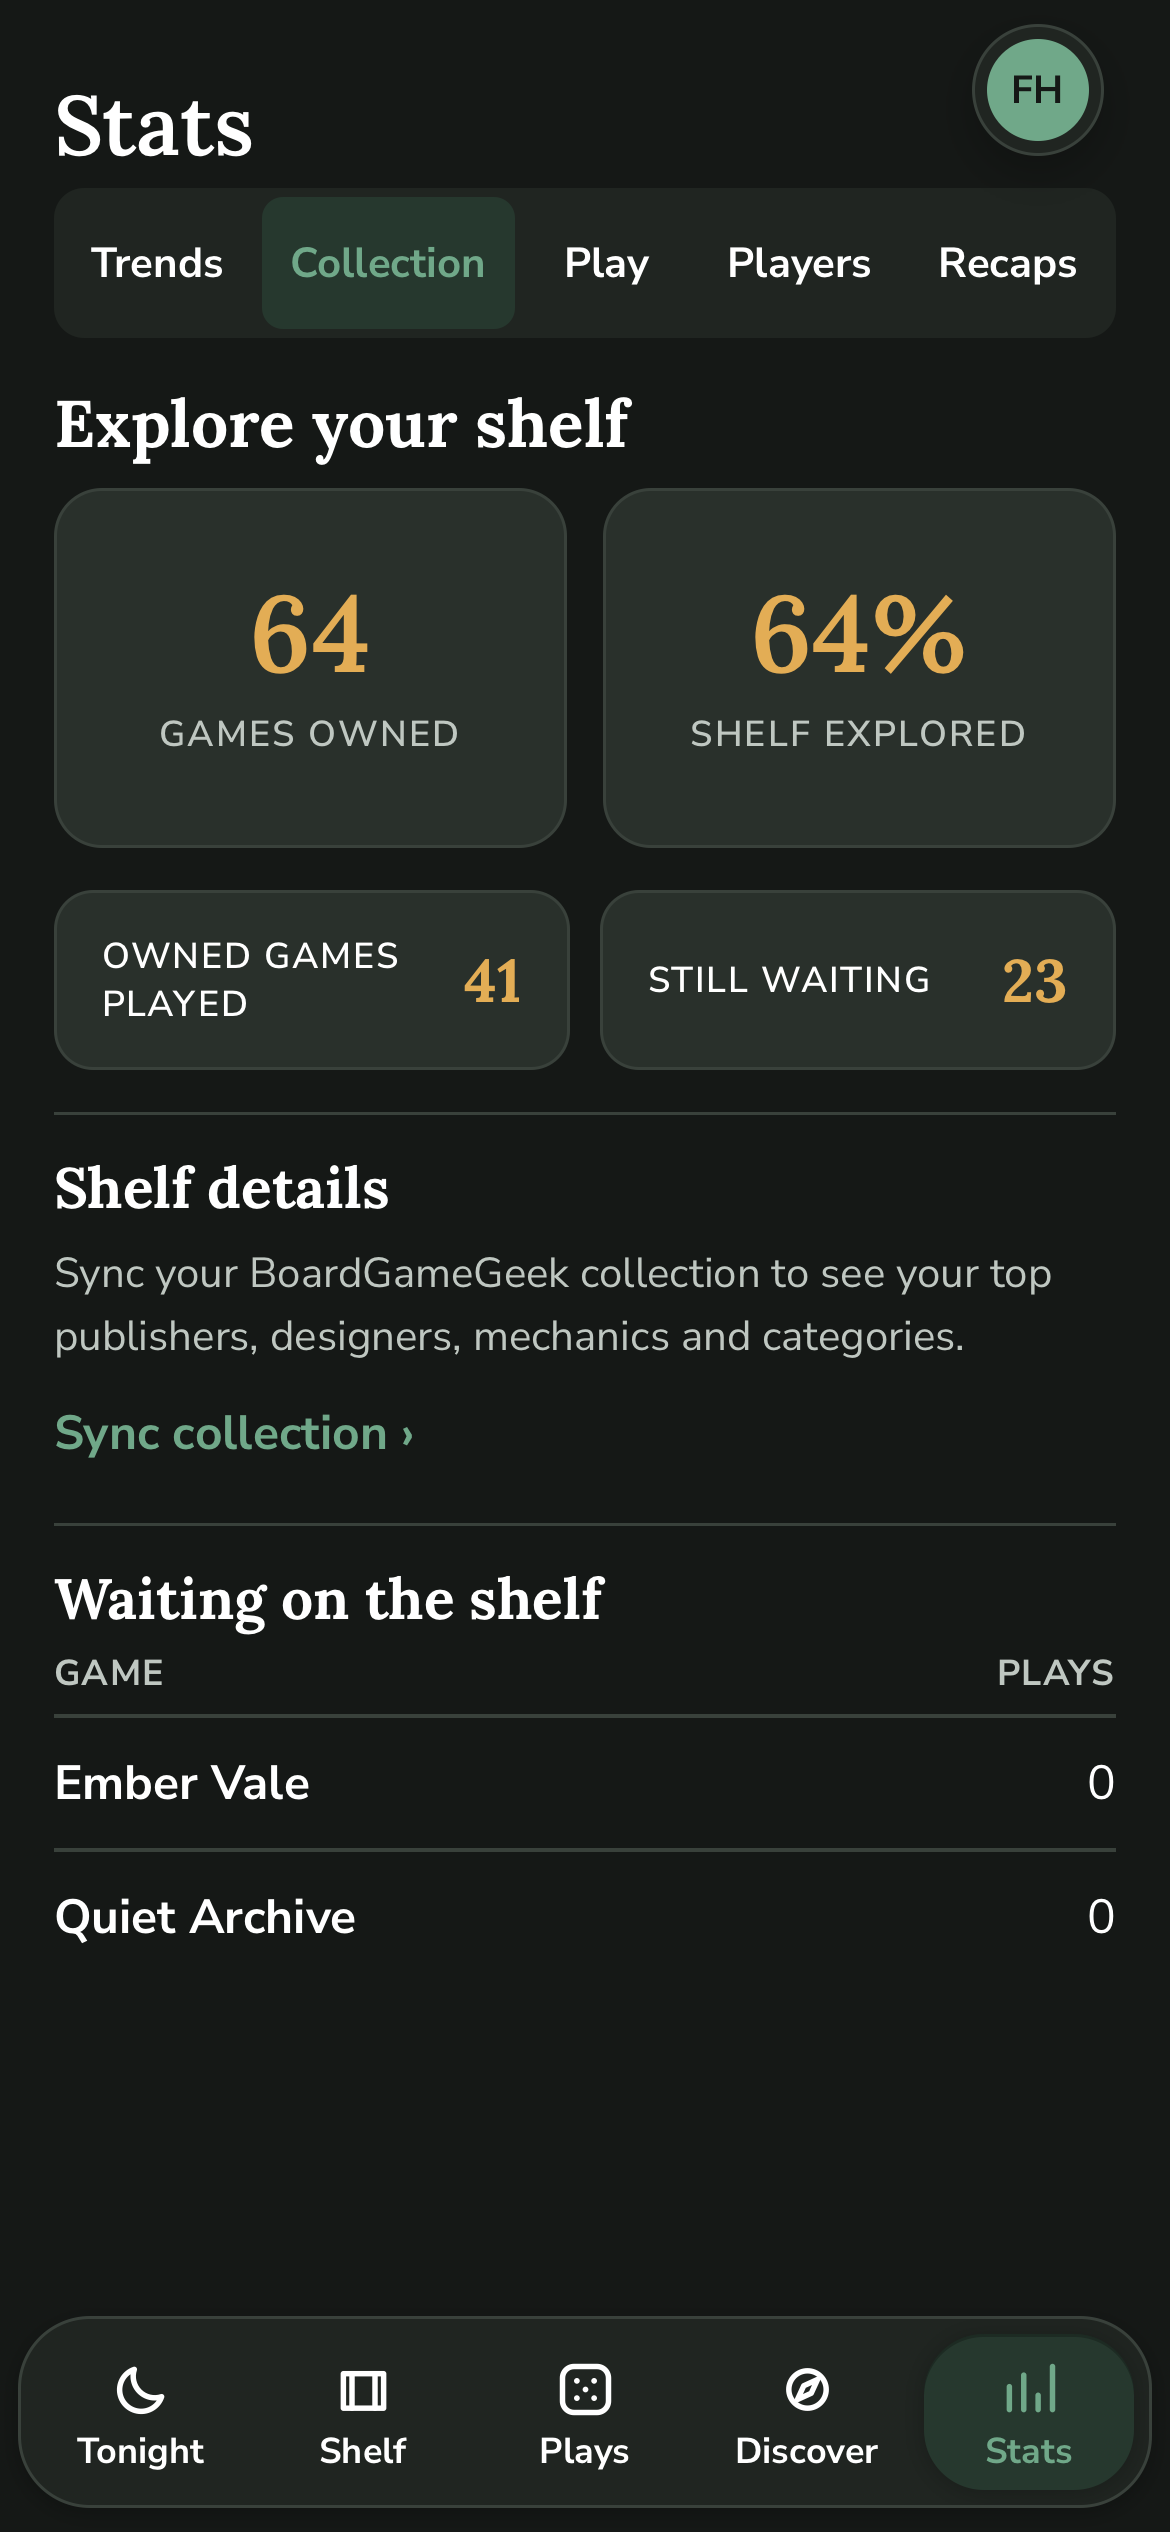 Stats
FH
Trends
Collection
Play
Players
Recaps
Explore your shelf
64
GAMES OWNED
64%
SHELF EXPLORED
OWNED GAMES
PLAYED
41
STILL WAITING
23
Shelf details
Sync your BoardGameGeek collection to see your top
publishers, designers, mechanics and categories.
Sync collection ›
Waiting on the shelf
GAME
PLAYS
Ember Vale
0
Quiet Archive
0
Tonight
Shelf
Plays
Discover
Stats